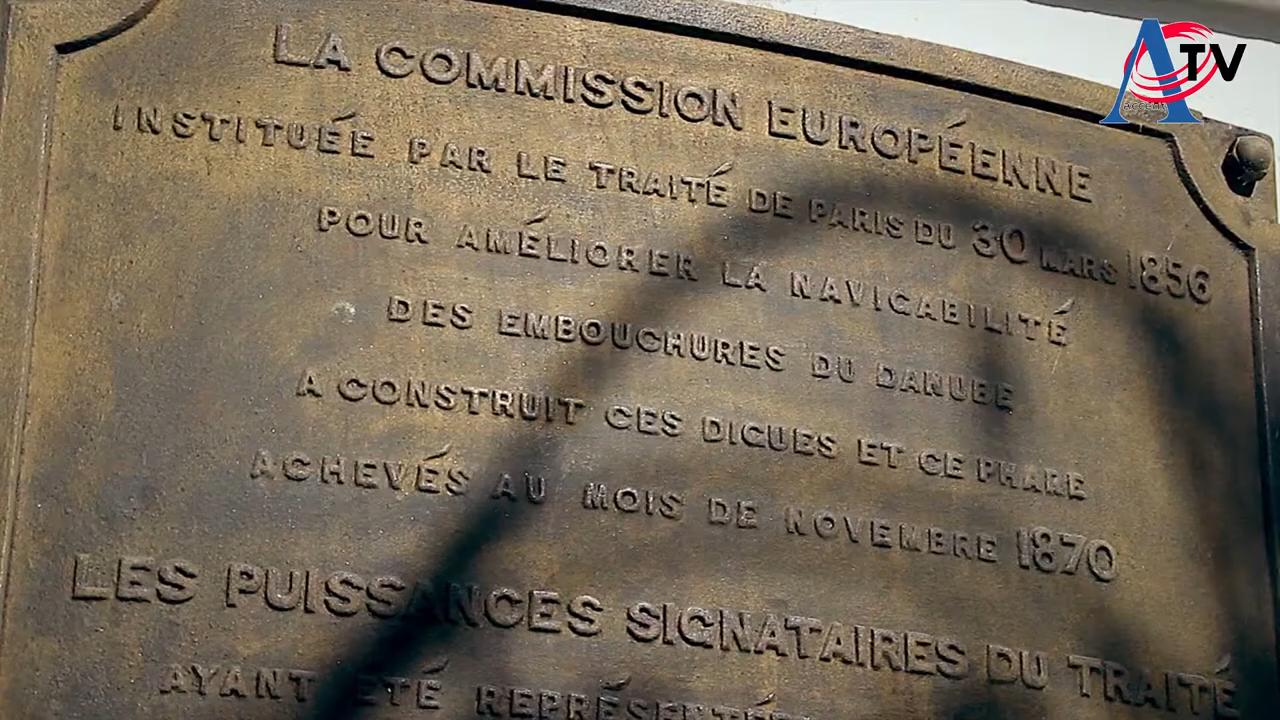 LA COMMISSION EUROPÉENNE
INSTITUÉE PAR LE TRAITÉ DE PARIS DU 30 MARS 1856
POUR AMÉLIORER LA NAVIGABILITÉ
DES EMBOUCHURES DU DANUBE
A CONSTRUIT CES DIGUES ET CE PHARE
ACHEVÉS AU MOIS DE NOVEMBRE 1870
LES PUISSANCES SIGNATAIRES DU TRAITÉ
AYANT ÉTÉ
A TV
ACCENT